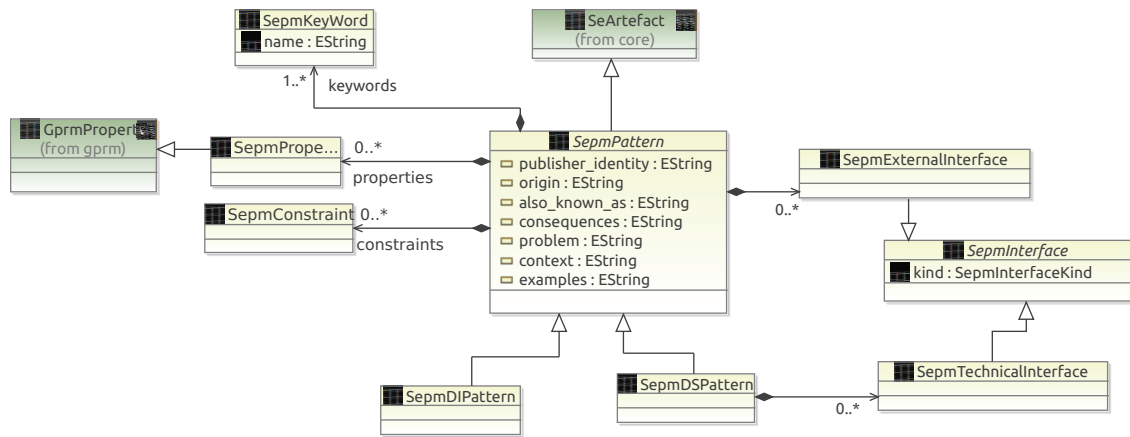 SepmKeyWord
name : EString
SeArtefact
(from core)
1..*
keywords
GprmPropert
(from gprm)
SepmPrope...
0..*
properties
SepmPattern
publisher_identity : EString
origin : EString
also_known_as : EString
consequences : EString
problem : EString
context : EString
examples : EString
SepmExternalInterface
0..*
SepmConstraint
0..*
constraints
SepmInterface
kind : SepmInterfaceKind
SepmDIPattern
SepmDSPattern
0..*
SepmTechnicalInterface